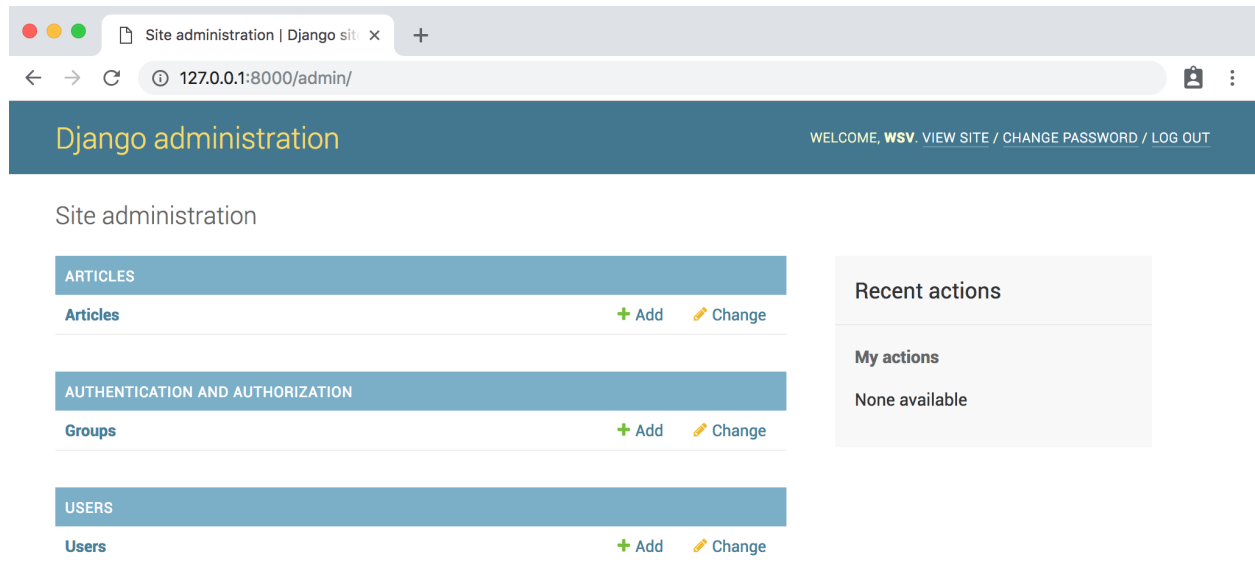 Site administration | Django sit
127.0.0.1:8000/admin/
Django administration
WELCOME, WSV. VIEW SITE / CHANGE PASSWORD / LOG OUT
Site administration
ARTICLES
Articles
Add
Change
AUTHENTICATION AND AUTHORIZATION
Groups
Add
Change
USERS
Users
Add
Change
Recent actions
My actions
None available